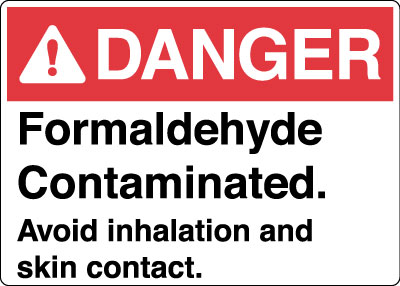 DANGER
Formaldehyde
Contaminated.
Avoid inhalation and
skin contact.